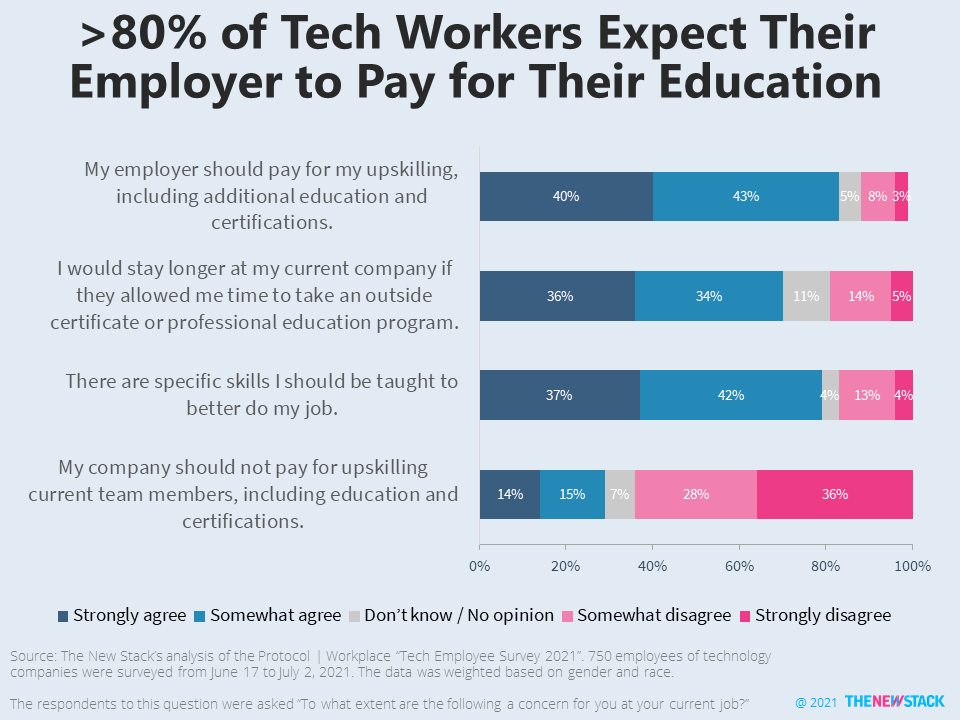 >80% of Tech Workers Expect Their
Employer to Pay for Their Education
My employer should pay for my upskilling,
including additional education and
certifications.
40% 43% 5% 8% 3%
I would stay longer at my current company if
they allowed me time to take an outside
certificate or professional education program.
36% 34% 11% 14% 5%
There are specific skills I should be taught to
better do my job.
37% 42% 4% 13% 4%
My company should not pay for upskilling
current team members, including education and
certifications.
14% 15% 7% 28% 36%
0% 20% 40% 60% 80% 100%
Strongly agree Somewhat agree Don't know / No opinion Somewhat disagree Strongly disagree
Source: The New Stack's analysis of the Protocol | Workplace “Tech Employee Survey 2021”. 750 employees of technology
companies were surveyed from June 17 to July 2, 2021. The data was weighted based on gender and race.
The respondents to this question were asked “To what extent are the following a concern for you at your current job?”
@ 2021 THENEWSTACK